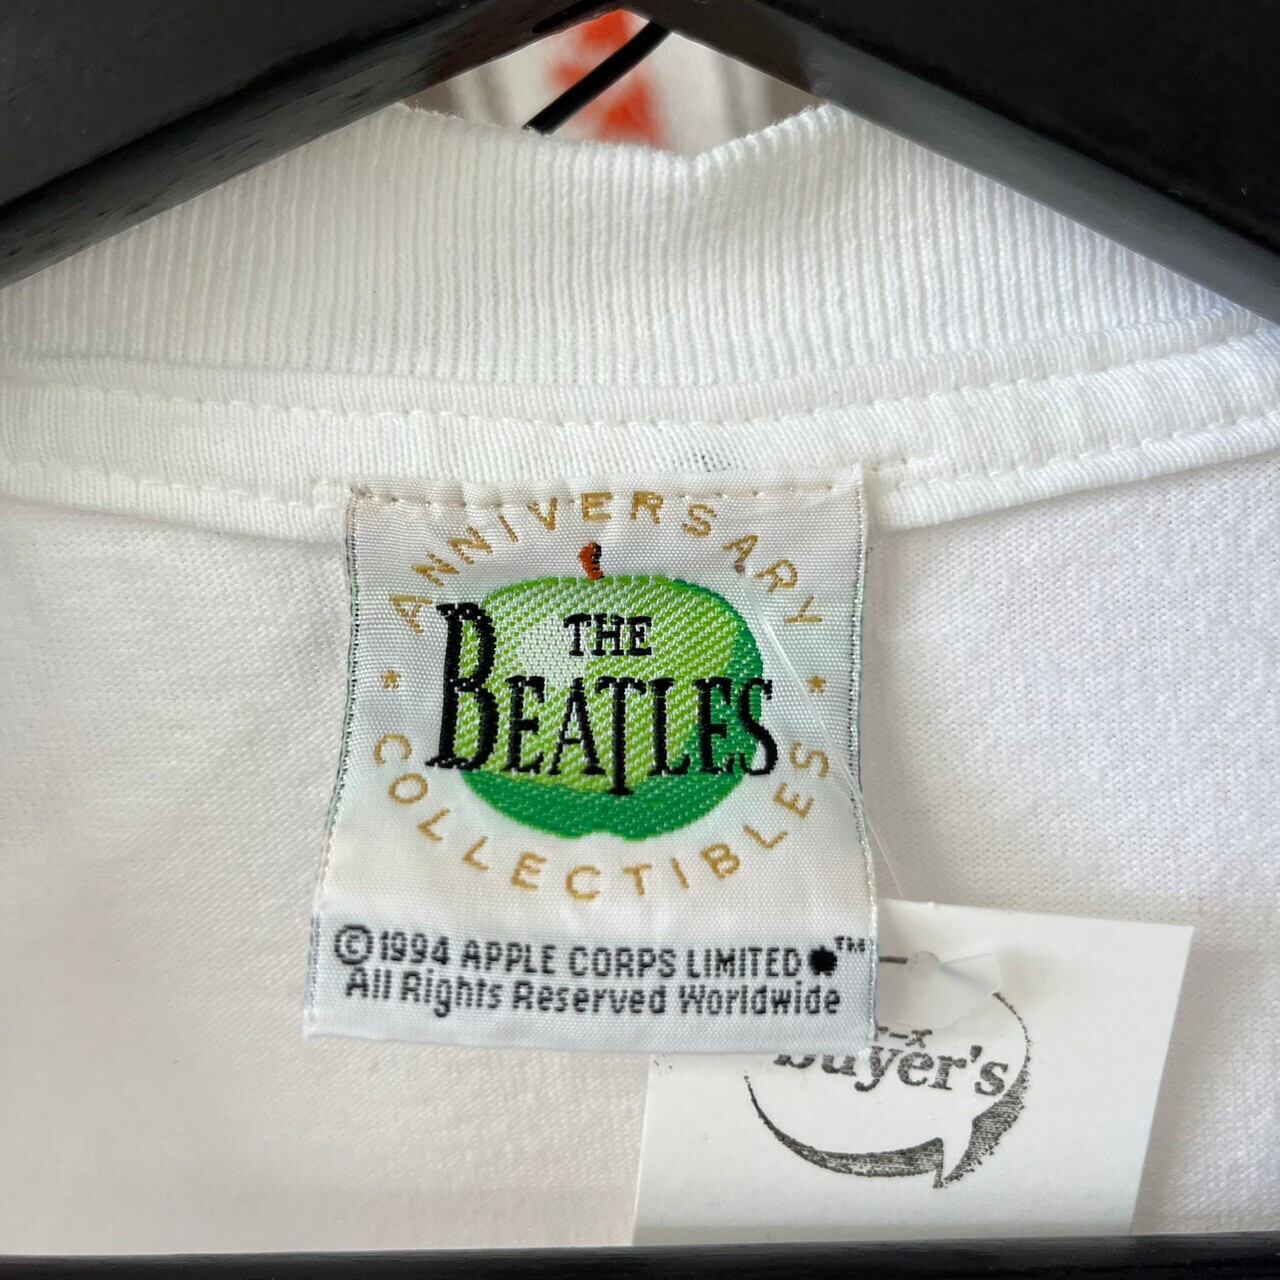 ANNIVERSARY
THE
BEATLES
COLLECTIBLES
©1994 APPLE CORPS LIMITED ™
All Rights Reserved Worldwide
buyer's